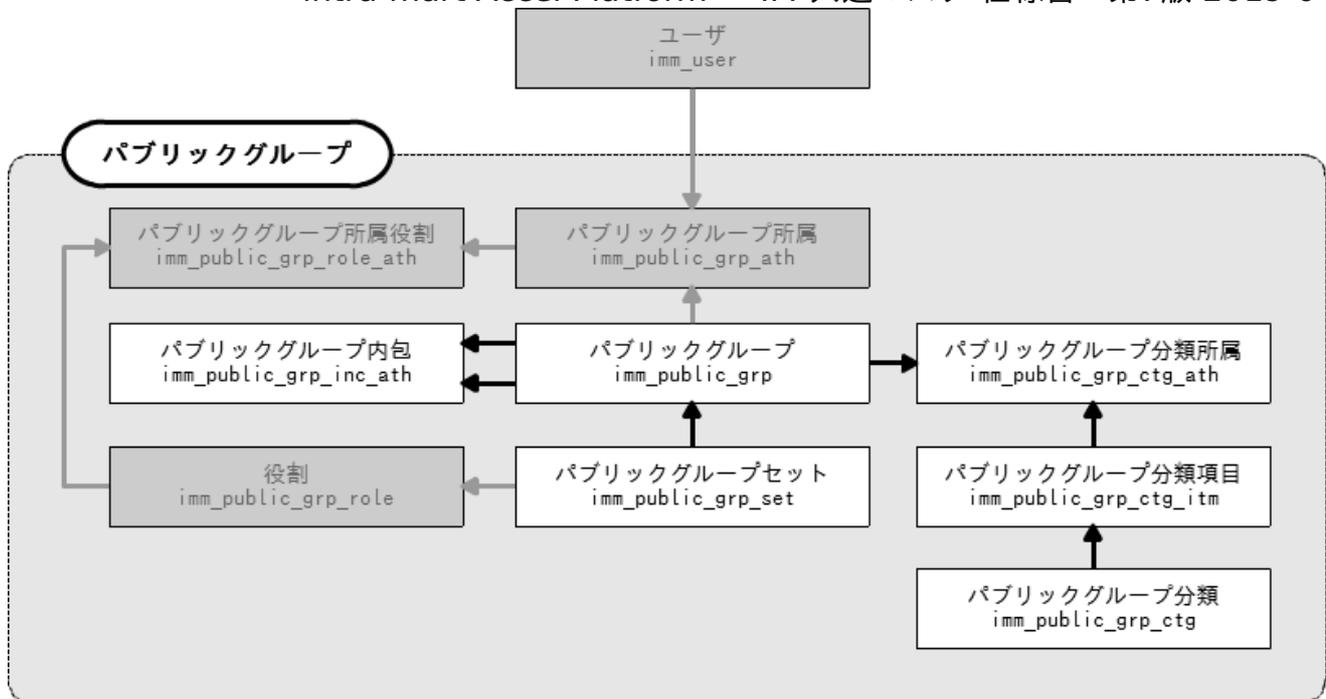 ユーザ
imm_user
パブリックグループ
パブリックグループ所属役割
imm_public_grp_role_ath
パブリックグループ所属
imm_public_grp_ath
パブリックグループ内包
imm_public_grp_inc_ath
パブリックグループ
imm_public_grp
パブリックグループ分類所属
imm_public_grp_ctg_ath
役割
imm_public_grp_role
パブリックグループセット
imm_public_grp_set
パブリックグループ分類項目
imm_public_grp_ctg_itm
パブリックグループ分類
imm_public_grp_ctg